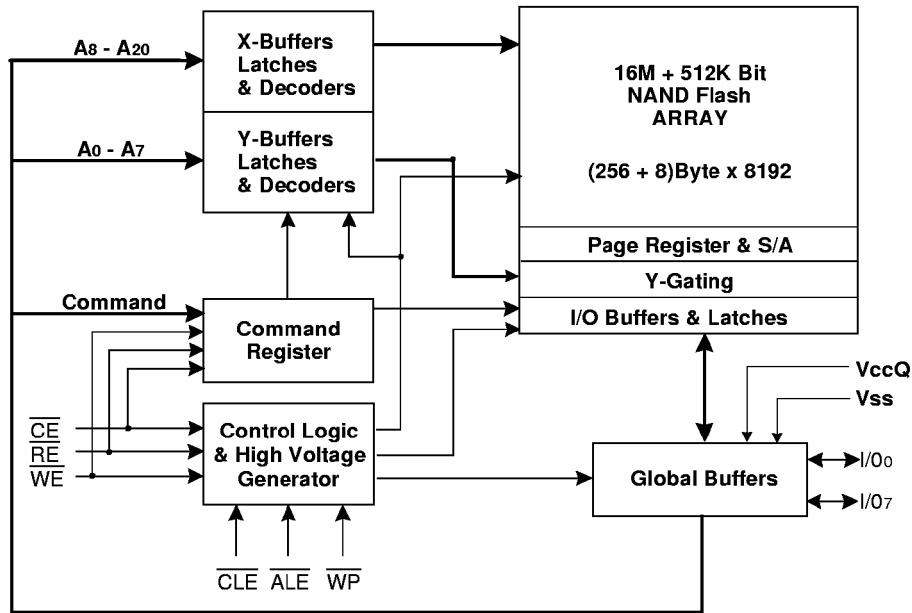 A8 - A20
X-Buffers
Latches
& Decoders
A0 - A7
Y-Buffers
Latches
& Decoders
16M + 512K Bit
NAND Flash
ARRAY
(256 + 8)Byte x 8192
Page Register & S/A
Y-Gating
I/O Buffers & Latches
Command
Command
Register
CE
RE
WE
Control Logic
& High Voltage
Generator
CLE
ALE
WP
VccQ
Vss
Global Buffers
I/00
I/07